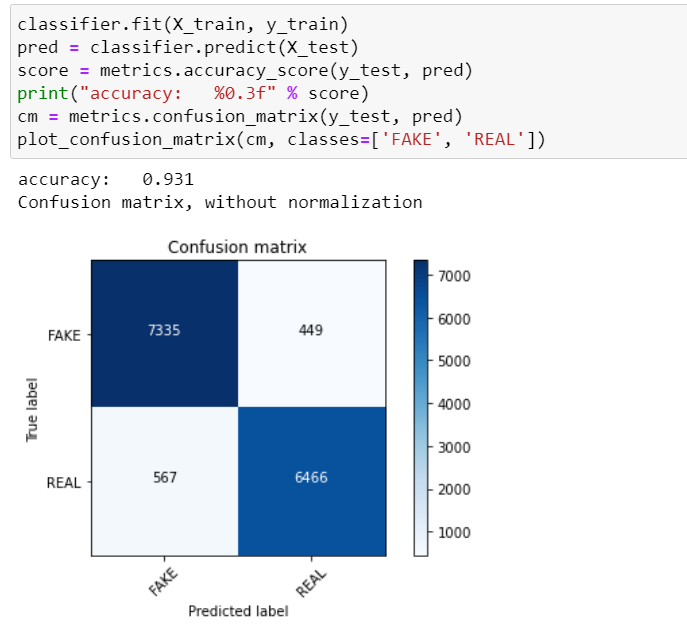 classifier.fit(X_train, y_train)
pred = classifier.predict(X_test)
score = metrics.accuracy_score(y_test, pred)
print("accuracy:   %0.3f" % score)
cm = metrics.confusion_matrix(y_test, pred)
plot_confusion_matrix(cm, classes=['FAKE', 'REAL'])
accuracy:   0.931
Confusion matrix, without normalization
Confusion matrix
7335 449
567 6466
FAKE
REAL
True label
FAKE REAL
Predicted label
7000
6000
5000
4000
3000
2000
1000